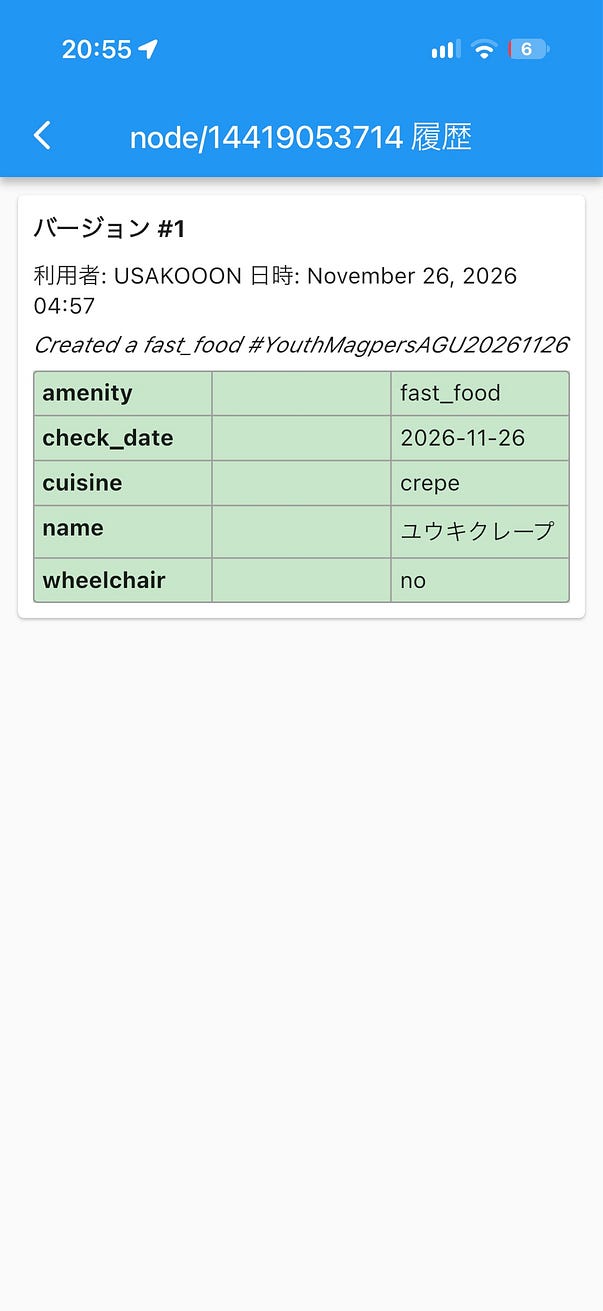 20:55
6
node/14419053714 履歴
バージョン #1
利用者: USAKOOON 日時: November 26, 2026
04:57
Created a fast_food #YouthMagpersAGU20261126
amenity fast_food
check_date 2026-11-26
cuisine crepe
name ユウキクレープ
wheelchair no